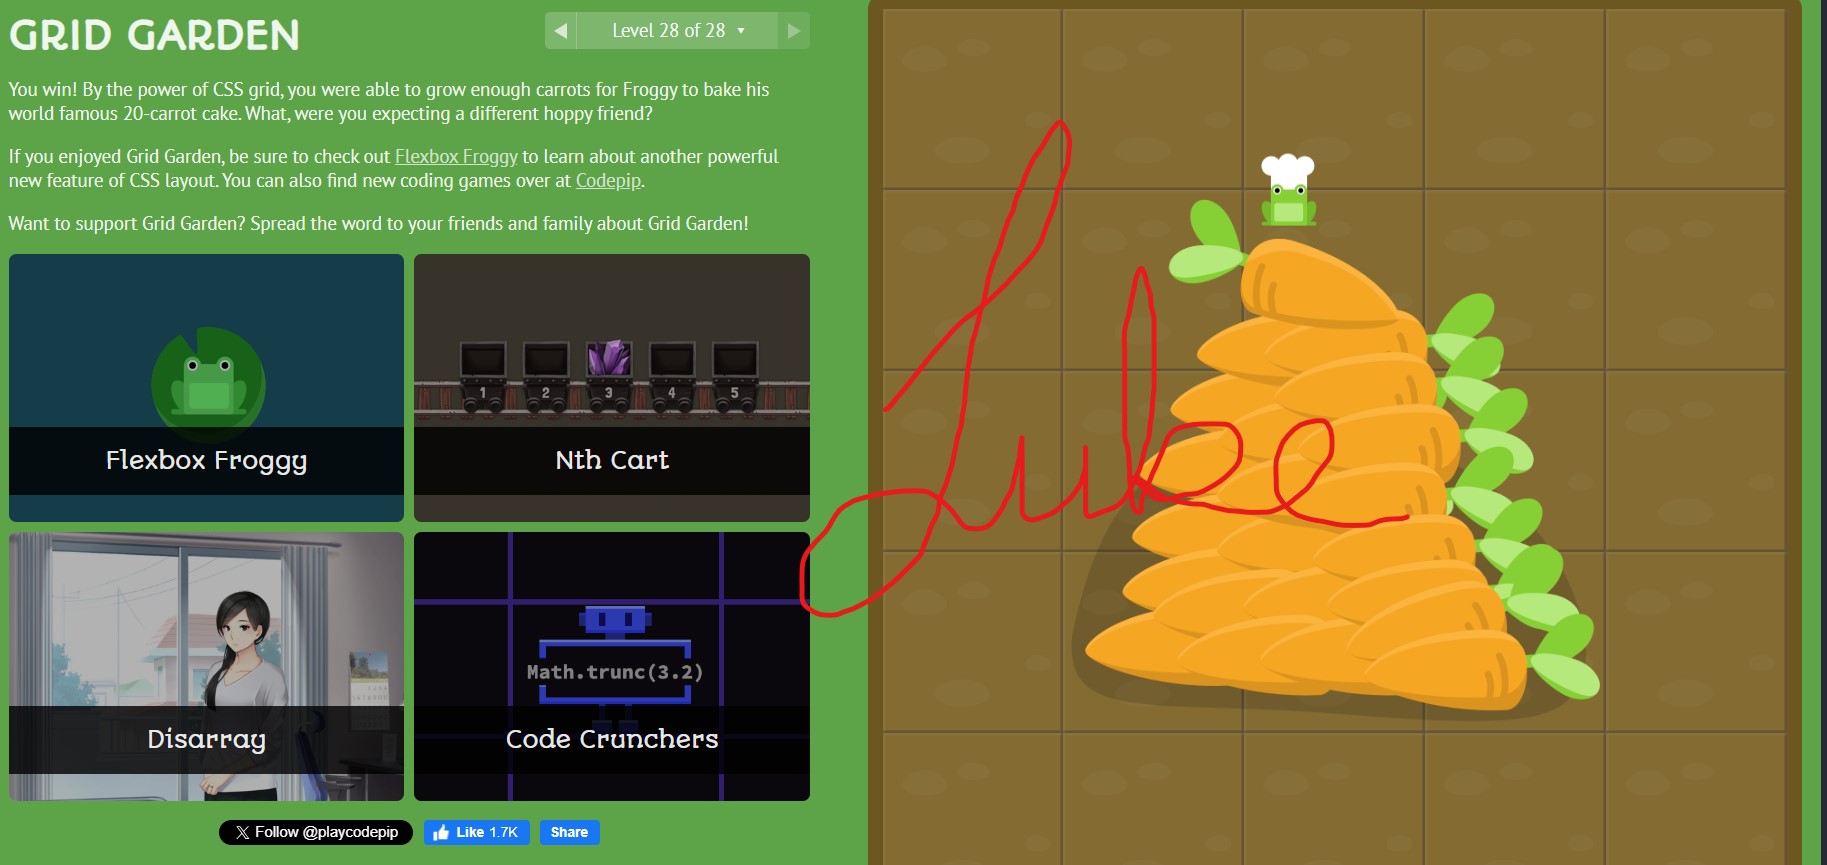 GRID GARDEN
Level 28 of 28
You win! By the power of CSS grid, you were able to grow enough carrots for Froggy to bake his
world famous 20-carrot cake. What, were you expecting a different hoppy friend?
If you enjoyed Grid Garden, be sure to check out Flexbox Froggy to learn about another powerful
new feature of CSS layout. You can also find new coding games over at Codepip.
Want to support Grid Garden? Spread the word to your friends and family about Grid Garden!
1 2 3 4 5
Flexbox Froggy
Nth Cart
Luke
Math.trunc(3.2)
Disarray
Code Crunchers
X Follow @playcodepip
Like 1.7K
Share